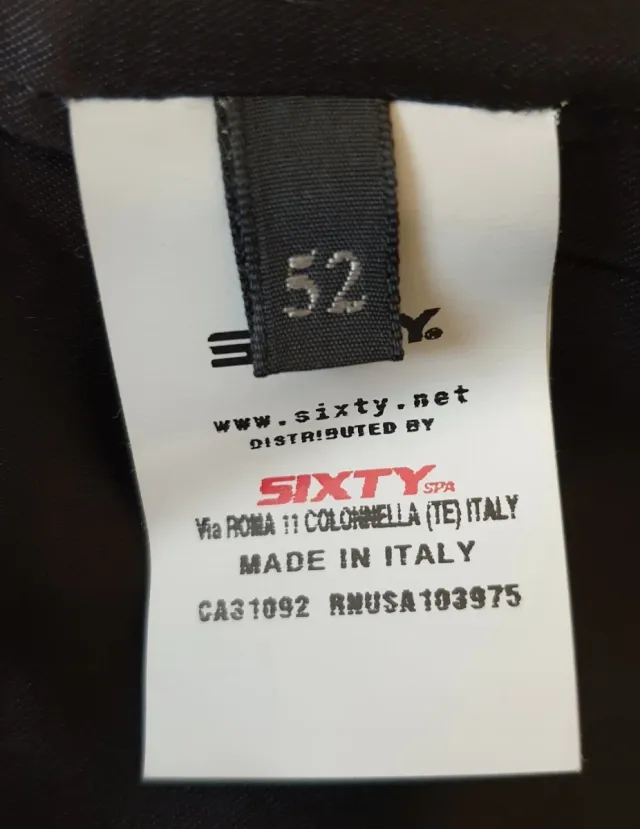 52
www.sixty.net
DISTRIBUTED BY
SIXTY SPA
Via ROMA 11 COLONNELLA (TE) ITALY
MADE IN ITALY
CA31092 RNUSA103975